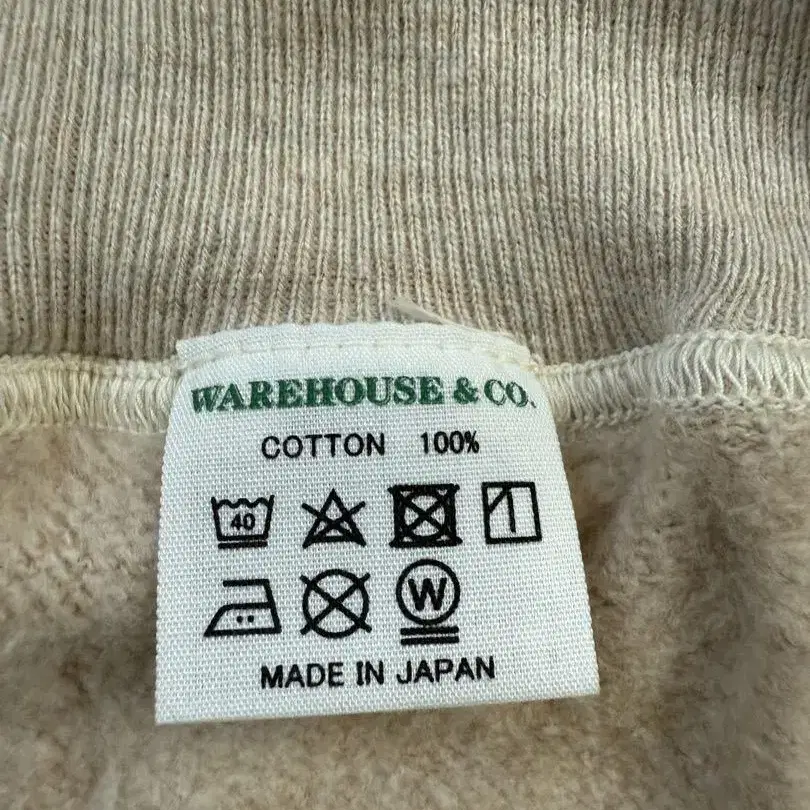 WAREHOUSE & CO.
COTTON 100%
40
W
MADE IN JAPAN